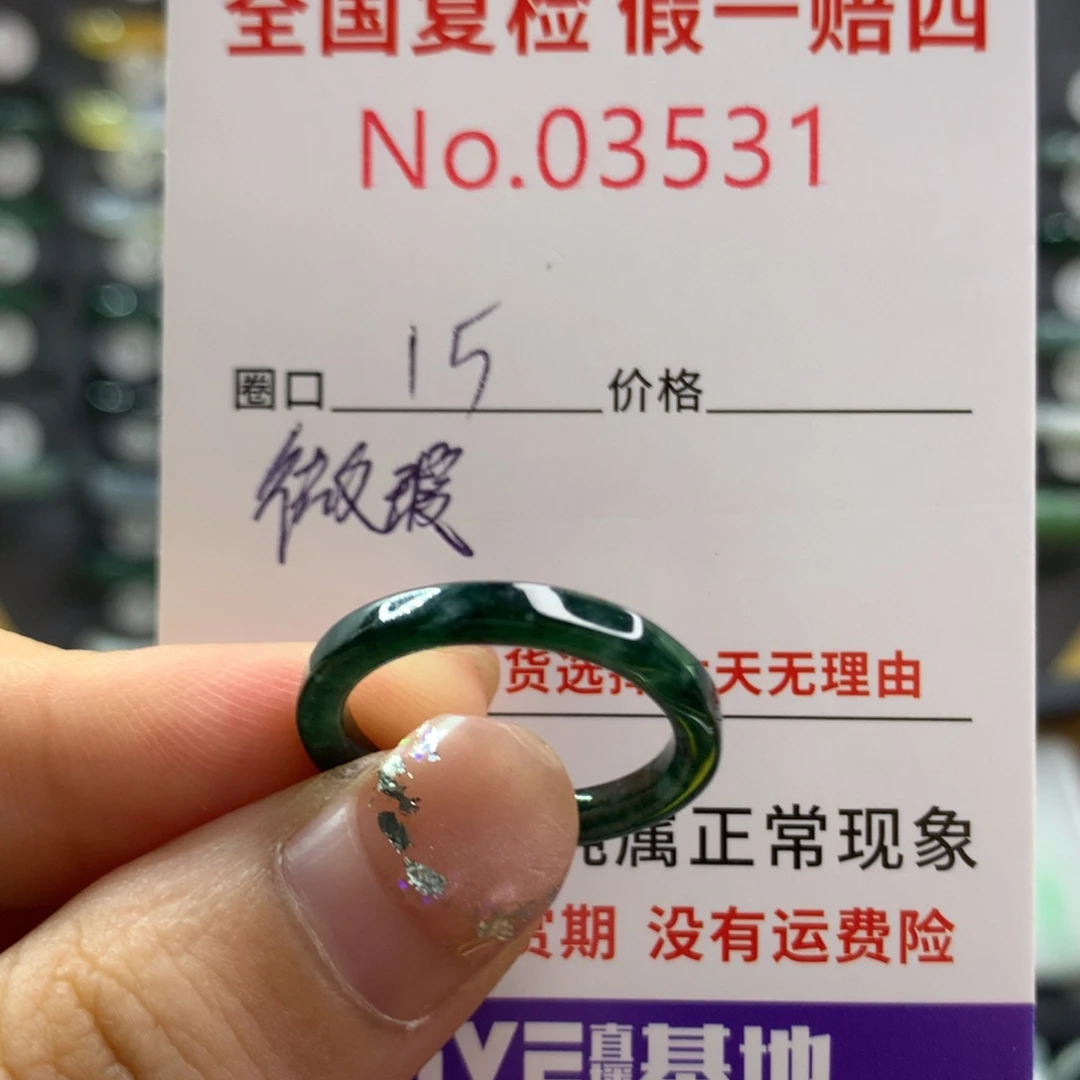 全国复检 假一赔四
No.03531
圈口 15 价格
微瑕
货选择 天无理由
属正常现象
货期 没有运费险
直播基地